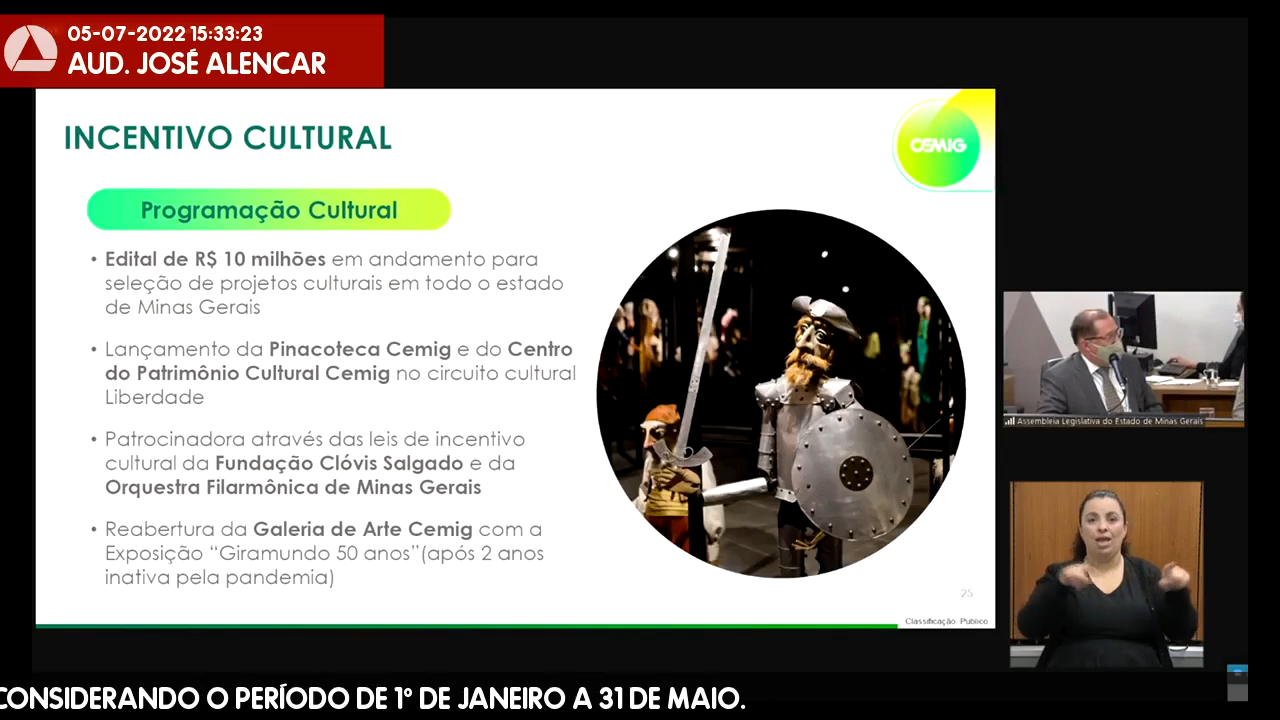 05-07-2022 15:33:23
AUD. JOSÉ ALENCAR
INCENTIVO CULTURAL
CEMIG
Programação Cultural
• Edital de R$ 10 milhões em andamento para
seleção de projetos culturais em todo o estado
de Minas Gerais
• Lançamento da Pinacoteca Cemig e do Centro
do Patrimônio Cultural Cemig no circuito cultural
Liberdade
• Patrocinadora através das leis de incentivo
cultural da Fundação Clóvis Salgado e da
Orquestra Filarmônica de Minas Gerais
• Reabertura da Galeria de Arte Cemig com a
Exposição “Giramundo 50 anos”(após 2 anos
inativa pela pandemia)
25
Classificação Público
Assembleia Legislativa do Estado de Minas Gerais
CONSIDERANDO O PERÍODO DE 1º DE JANEIRO A 31 DE MAIO.